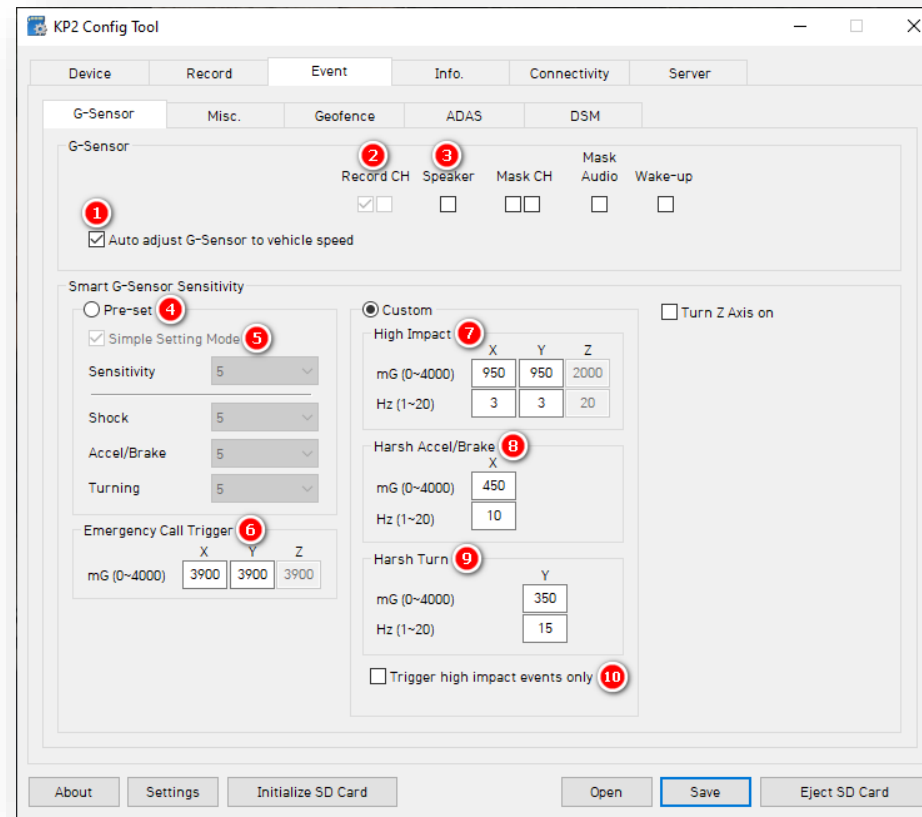 KP2 Config Tool
Device Record Event Info. Connectivity Server
G-Sensor Misc. Geofence ADAS DSM
G-Sensor
2 3 Mask
Record CH Speaker Mask CH Audio Wake-up
1
Auto adjust G-Sensor to vehicle speed
Smart G-Sensor Sensitivity
Pre-set 4
Simple Setting Mode 5
Sensitivity 5
Shock 5
Accel/Brake 5
Turning 5
Emergency Call Trigger 6
X Y Z
mG (0~4000) 3900 3900 3900
Custom
High Impact 7
X Y Z
mG (0~4000) 950 950 2000
Hz (1~20) 3 3 20
Harsh Accel/Brake 8
X
mG (0~4000) 450
Hz (1~20) 10
Harsh Turn 9
Y
mG (0~4000) 350
Hz (1~20) 15
Trigger high impact events only 10
Turn Z Axis on
About Settings Initialize SD Card Open Save Eject SD Card